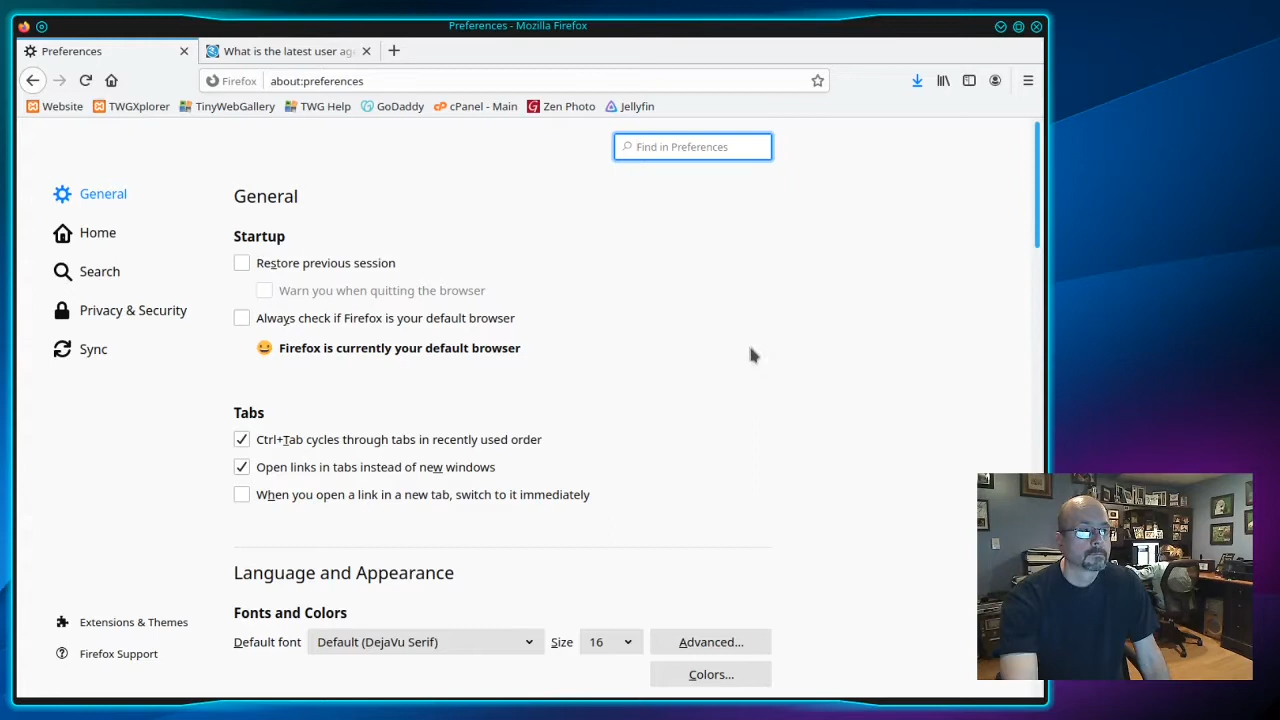 Preferences - Mozilla Firefox
Preferences
What is the latest user age
Firefox
about:preferences
Website
TWGXplorer
TinyWebGallery
TWG Help
GoDaddy
cPanel - Main
Zen Photo
Jellyfin
Find in Preferences
General
Home
Search
Privacy & Security
Sync
Extensions & Themes
Firefox Support
General
Startup
Restore previous session
Warn you when quitting the browser
Always check if Firefox is your default browser
Firefox is currently your default browser
Tabs
Ctrl+Tab cycles through tabs in recently used order
Open links in tabs instead of new windows
When you open a link in a new tab, switch to it immediately
Language and Appearance
Fonts and Colors
Default font Default (DejaVu Serif) Size 16 Advanced...
Colors...